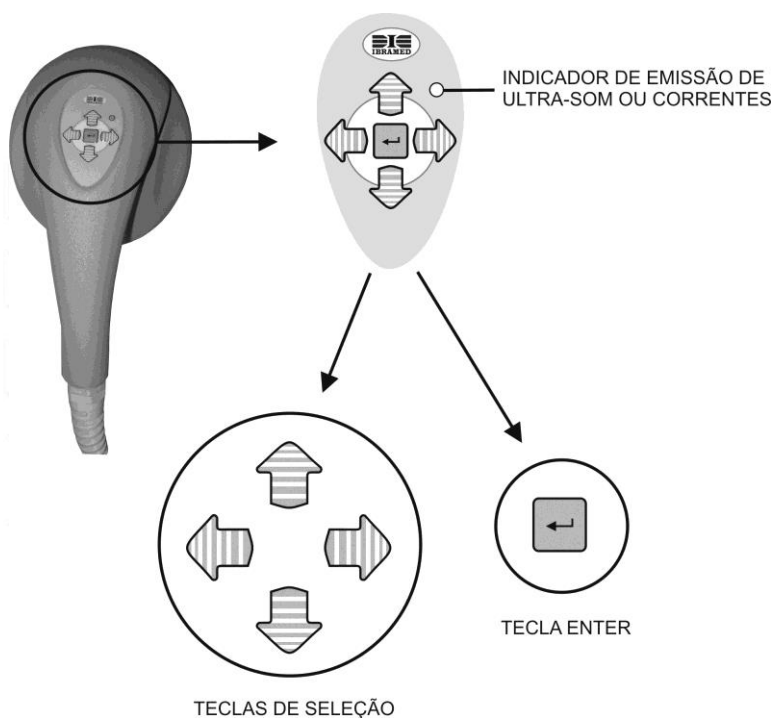 IBRAMED
INDICADOR DE EMISSÃO DE
ULTRA-SOM OU CORRENTES
TECLA ENTER
TECLAS DE SELEÇÃO